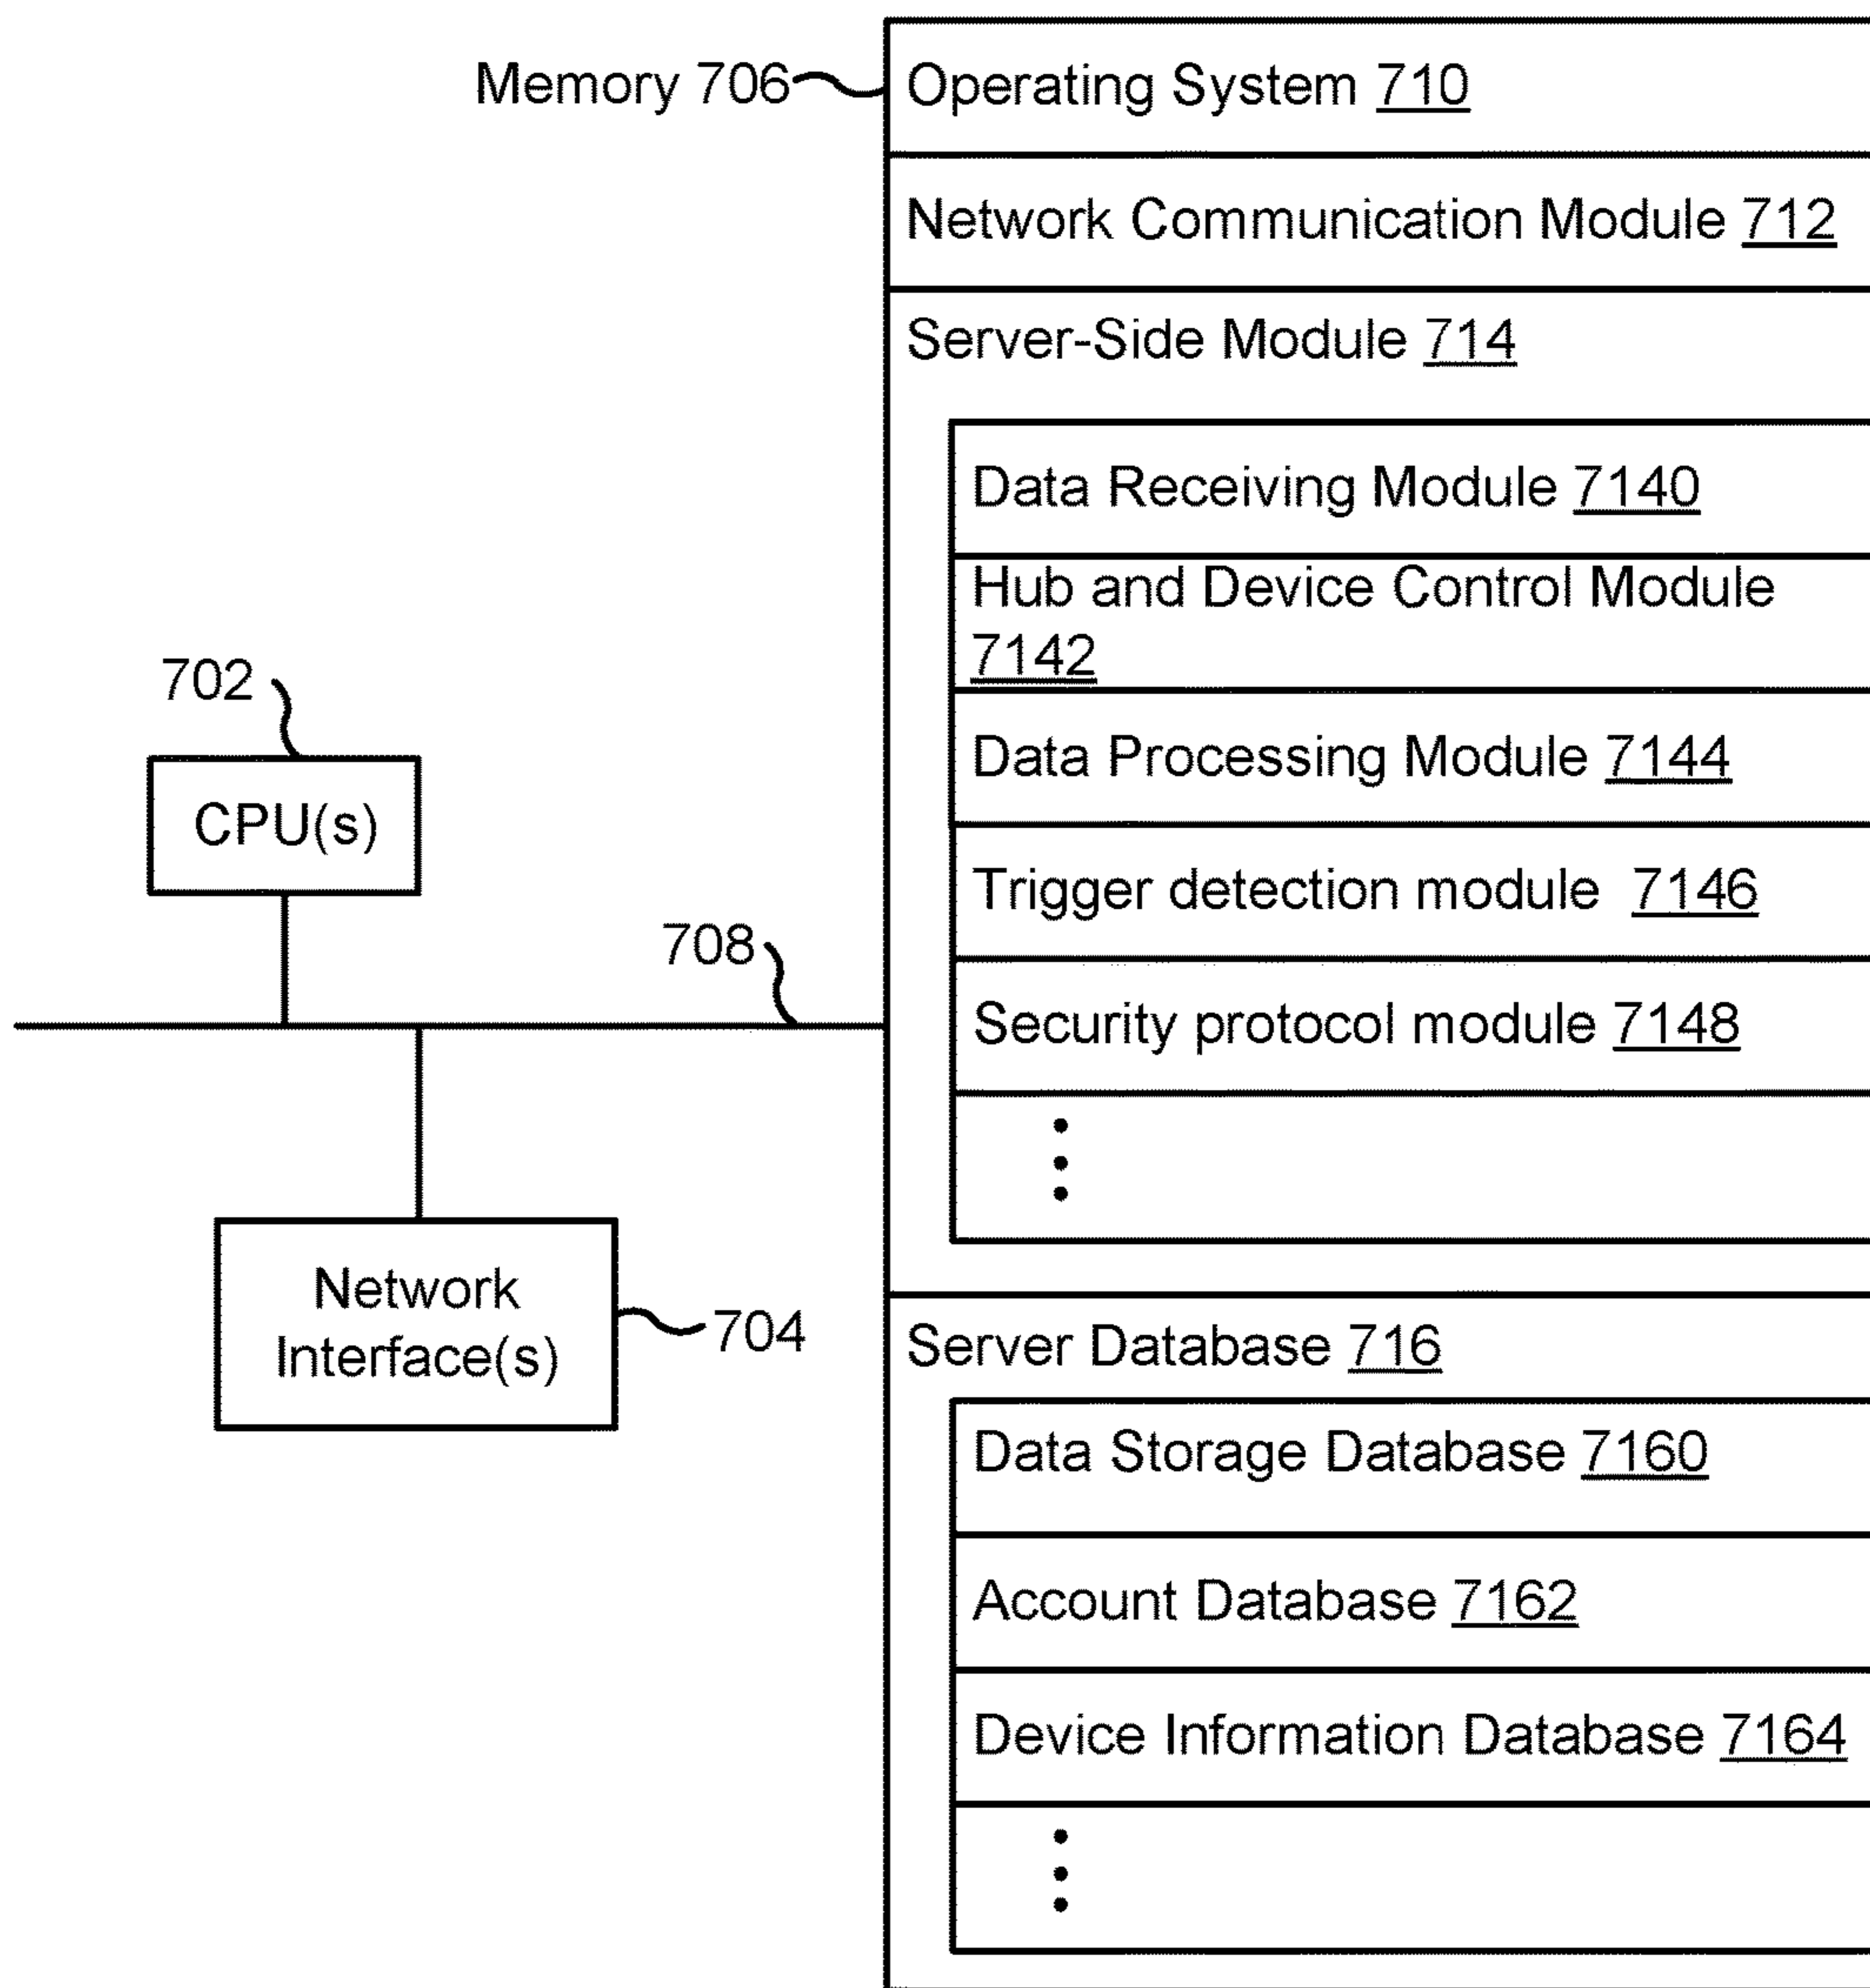 Memory 706
Operating System 710
Network Communication Module 712
Server-Side Module 714
Data Receiving Module 7140
Hub and Device Control Module
7142
Data Processing Module 7144
Trigger detection module 7146
Security protocol module 7148
702
CPU(s)
708
Network
Interface(s)
704
Server Database 716
Data Storage Database 7160
Account Database 7162
Device Information Database 7164